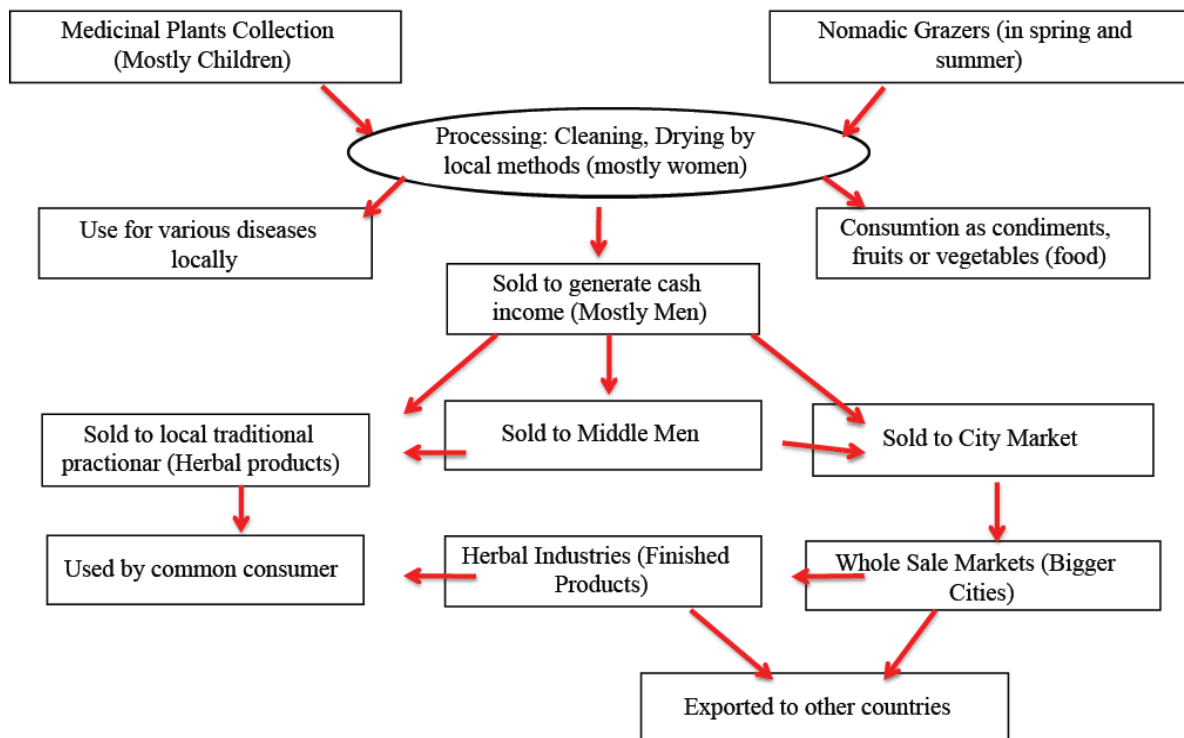 Medicinal Plants Collection
(Mostly Children)
Nomadic Grazers (in spring and
summer)
Processing: Cleaning, Drying by
local methods (mostly women)
Use for various diseases
locally
Consumtion as condiments,
fruits or vegetables (food)
Sold to generate cash
income (Mostly Men)
Sold to local traditional
practionar (Herbal products)
Sold to Middle Men
Sold to City Market
Used by common consumer
Herbal Industries (Finished
Products)
Whole Sale Markets (Bigger
Cities)
Exported to other countries